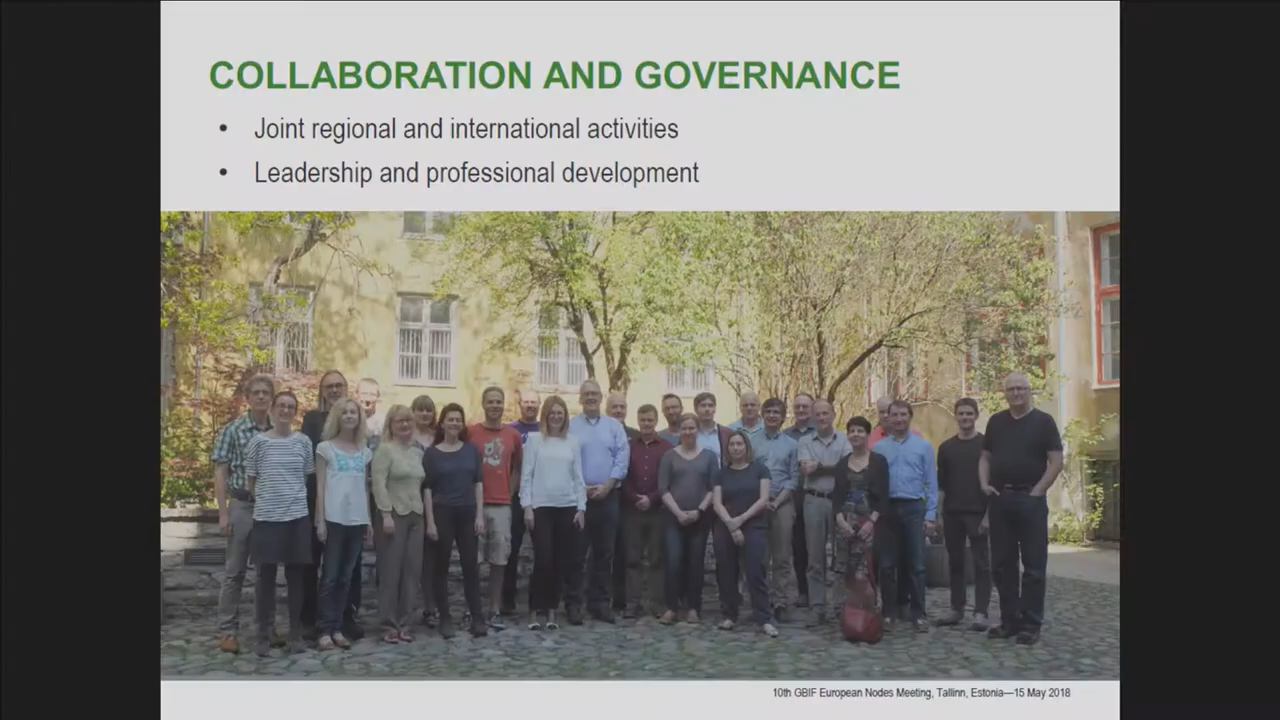 COLLABORATION AND GOVERNANCE
• Joint regional and international activities
• Leadership and professional development
10th GBIF European Nodes Meeting, Tallinn, Estonia—15 May 2018